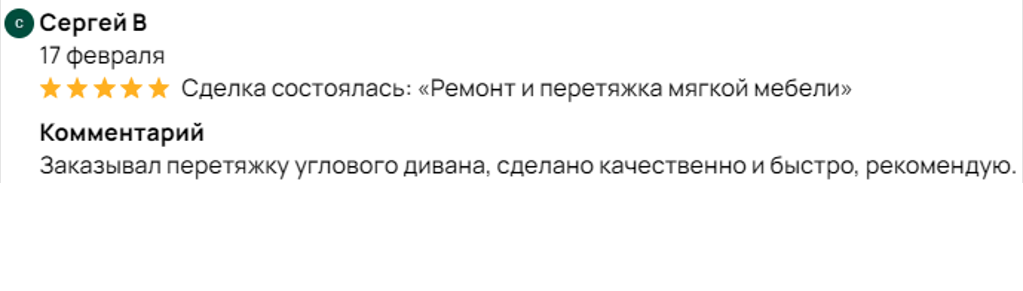 С Сергей В
17 февраля
Сделка состоялась: «Ремонт и перетяжка мягкой мебели»
Комментарий
Заказывал перетяжку углового дивана, сделано качественно и быстро, рекомендую.